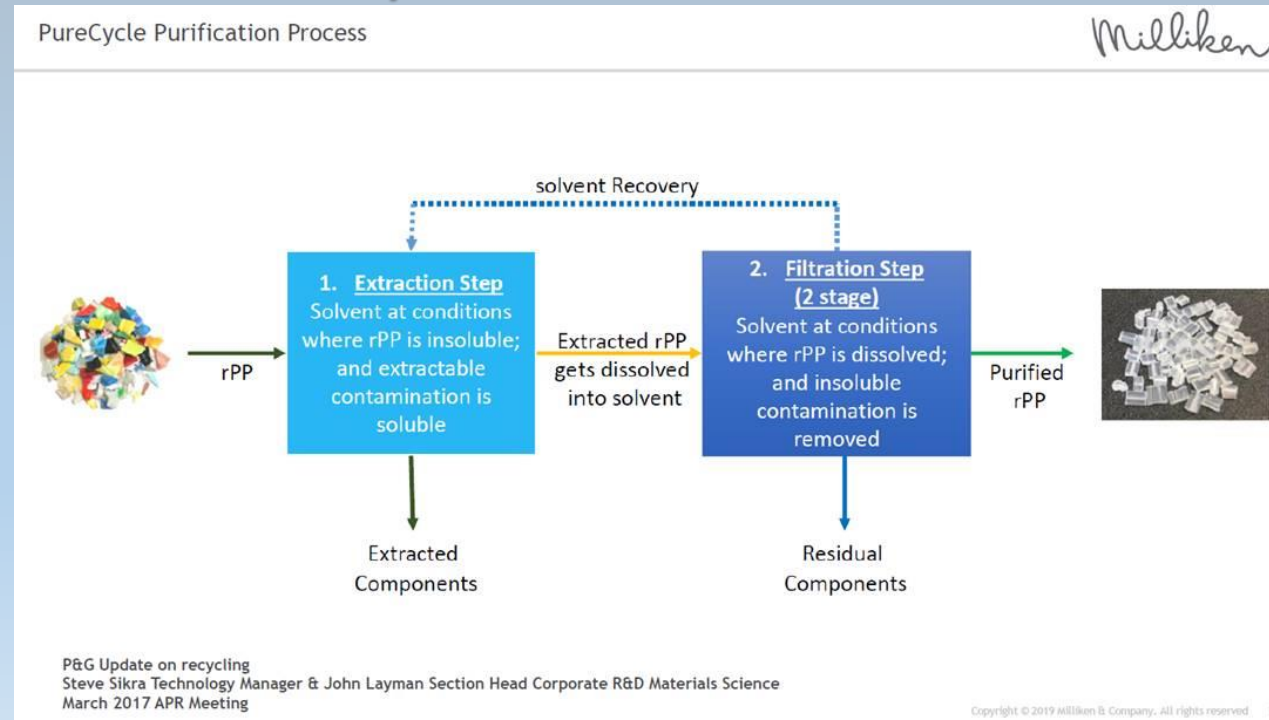 PureCycle Purification Process
Milliken
solvent Recovery
1. Extraction Step
Solvent at conditions
where rPP is insoluble;
and extractable
contamination is
soluble
2. Filtration Step
(2 stage)
Solvent at conditions
where rPP is dissolved;
and insoluble
contamination is
removed
rPP
Extracted rPP
gets dissolved
into solvent
Purified
rPP
Extracted
Components
Residual
Components
P&G Update on recycling
Steve Sikra Technology Manager & John Layman Section Head Corporate R&D Materials Science
March 2017 APR Meeting
Copyright © 2019 Milliken & Company. All rights reserved